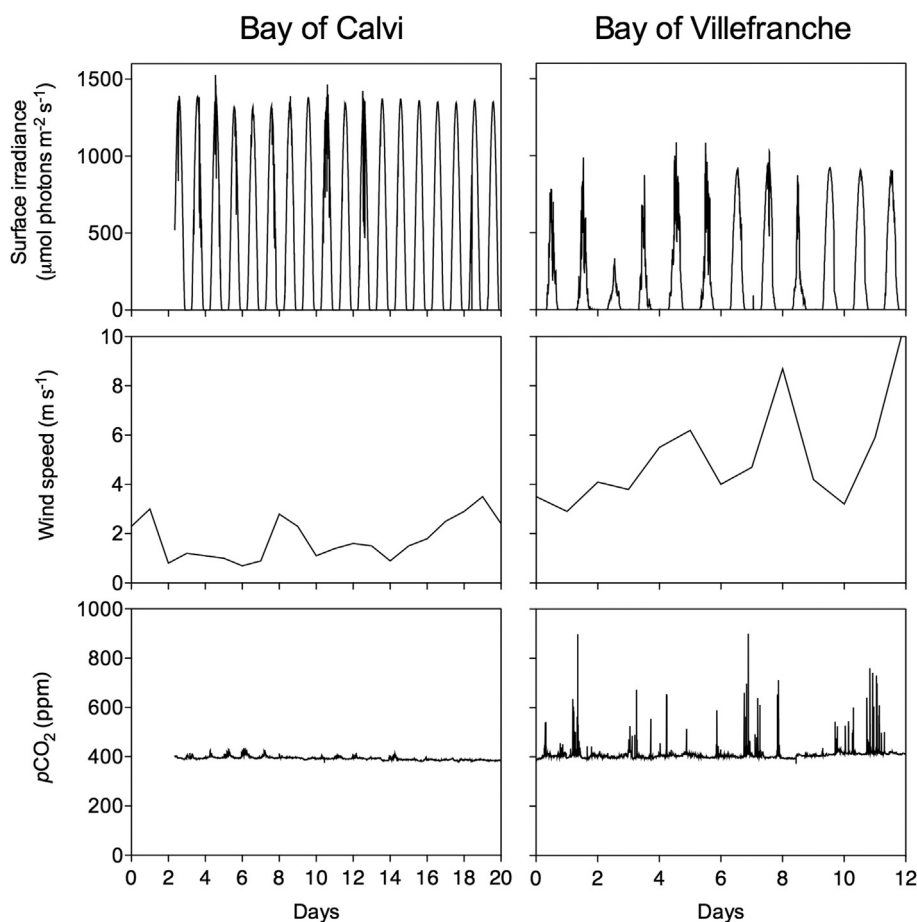 Bay of Calvi
Bay of Villefranche
Surface irradiance
(μmol photons m-2 s-1)
1500
1000
500
0
Wind speed (m s-1)
10
8
6
4
2
0
pCO2 (ppm)
1000
800
600
400
200
0
0 2 4 6 8 10 12 14 16 18 20
0 2 4 6 8 10 12
Days
Days